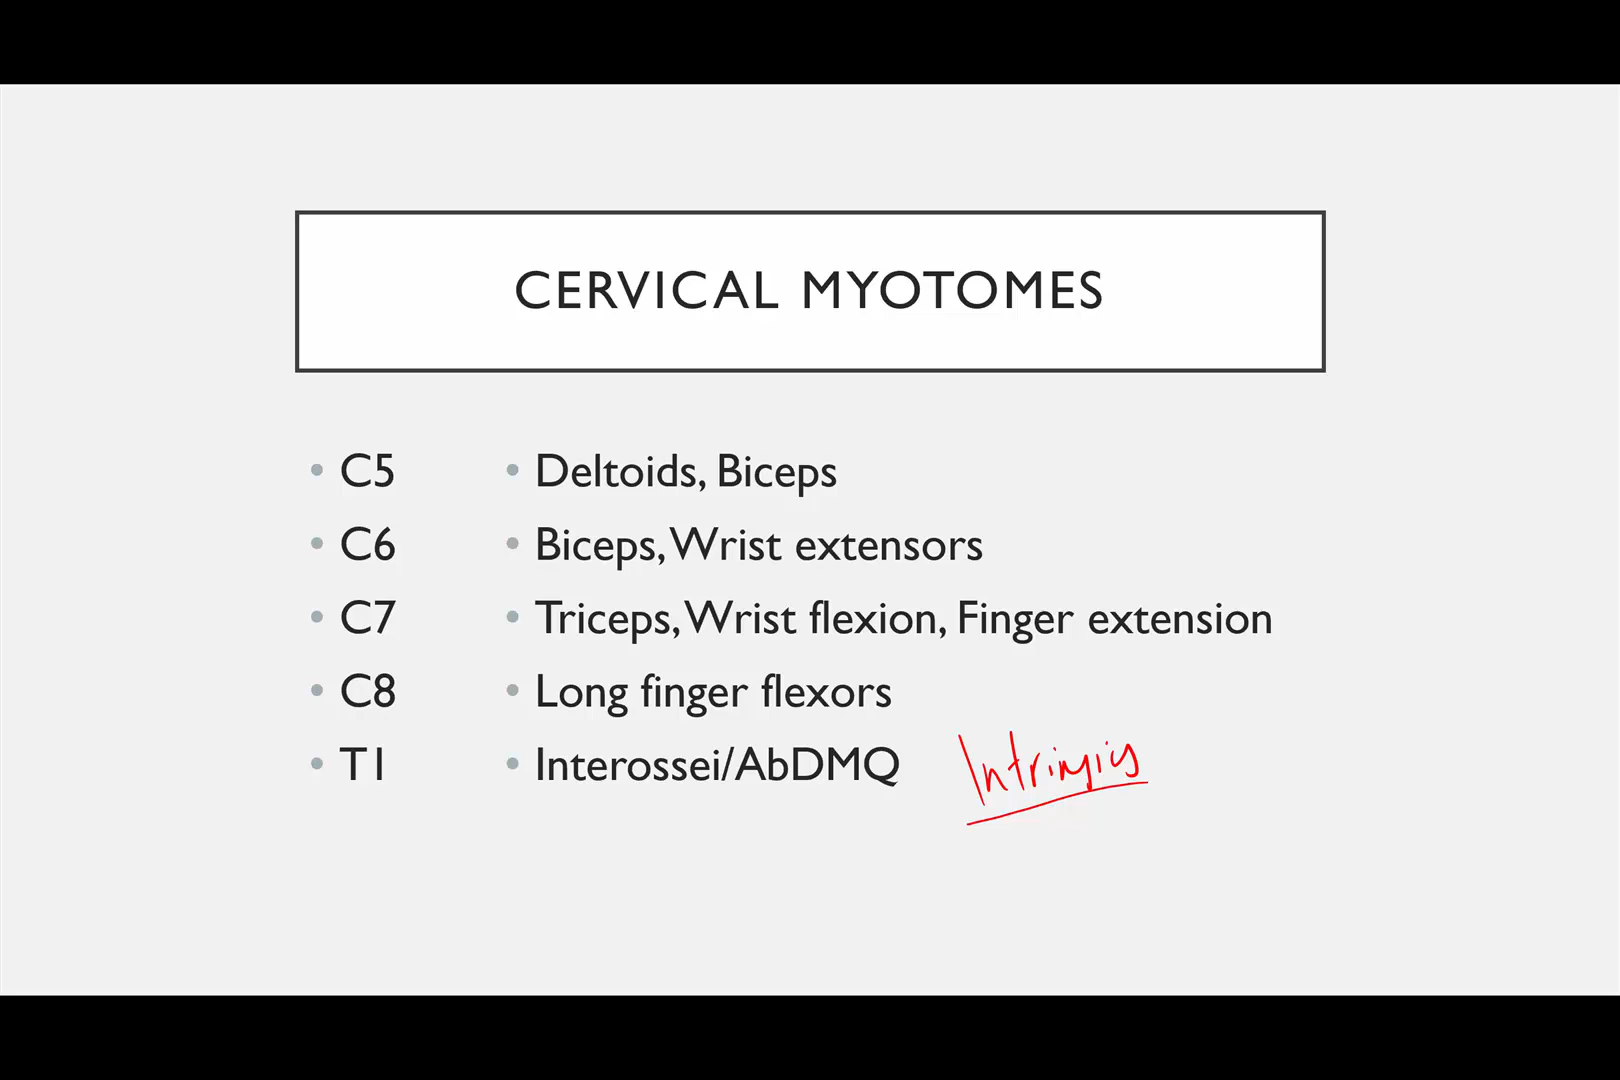 CERVICAL MYOTOMES
• C5 • Deltoids, Biceps
• C6 • Biceps, Wrist extensors
• C7 • Triceps, Wrist flexion, Finger extension
• C8 • Long finger flexors
• T1 • Interossei/AbDMQ Intrinsics